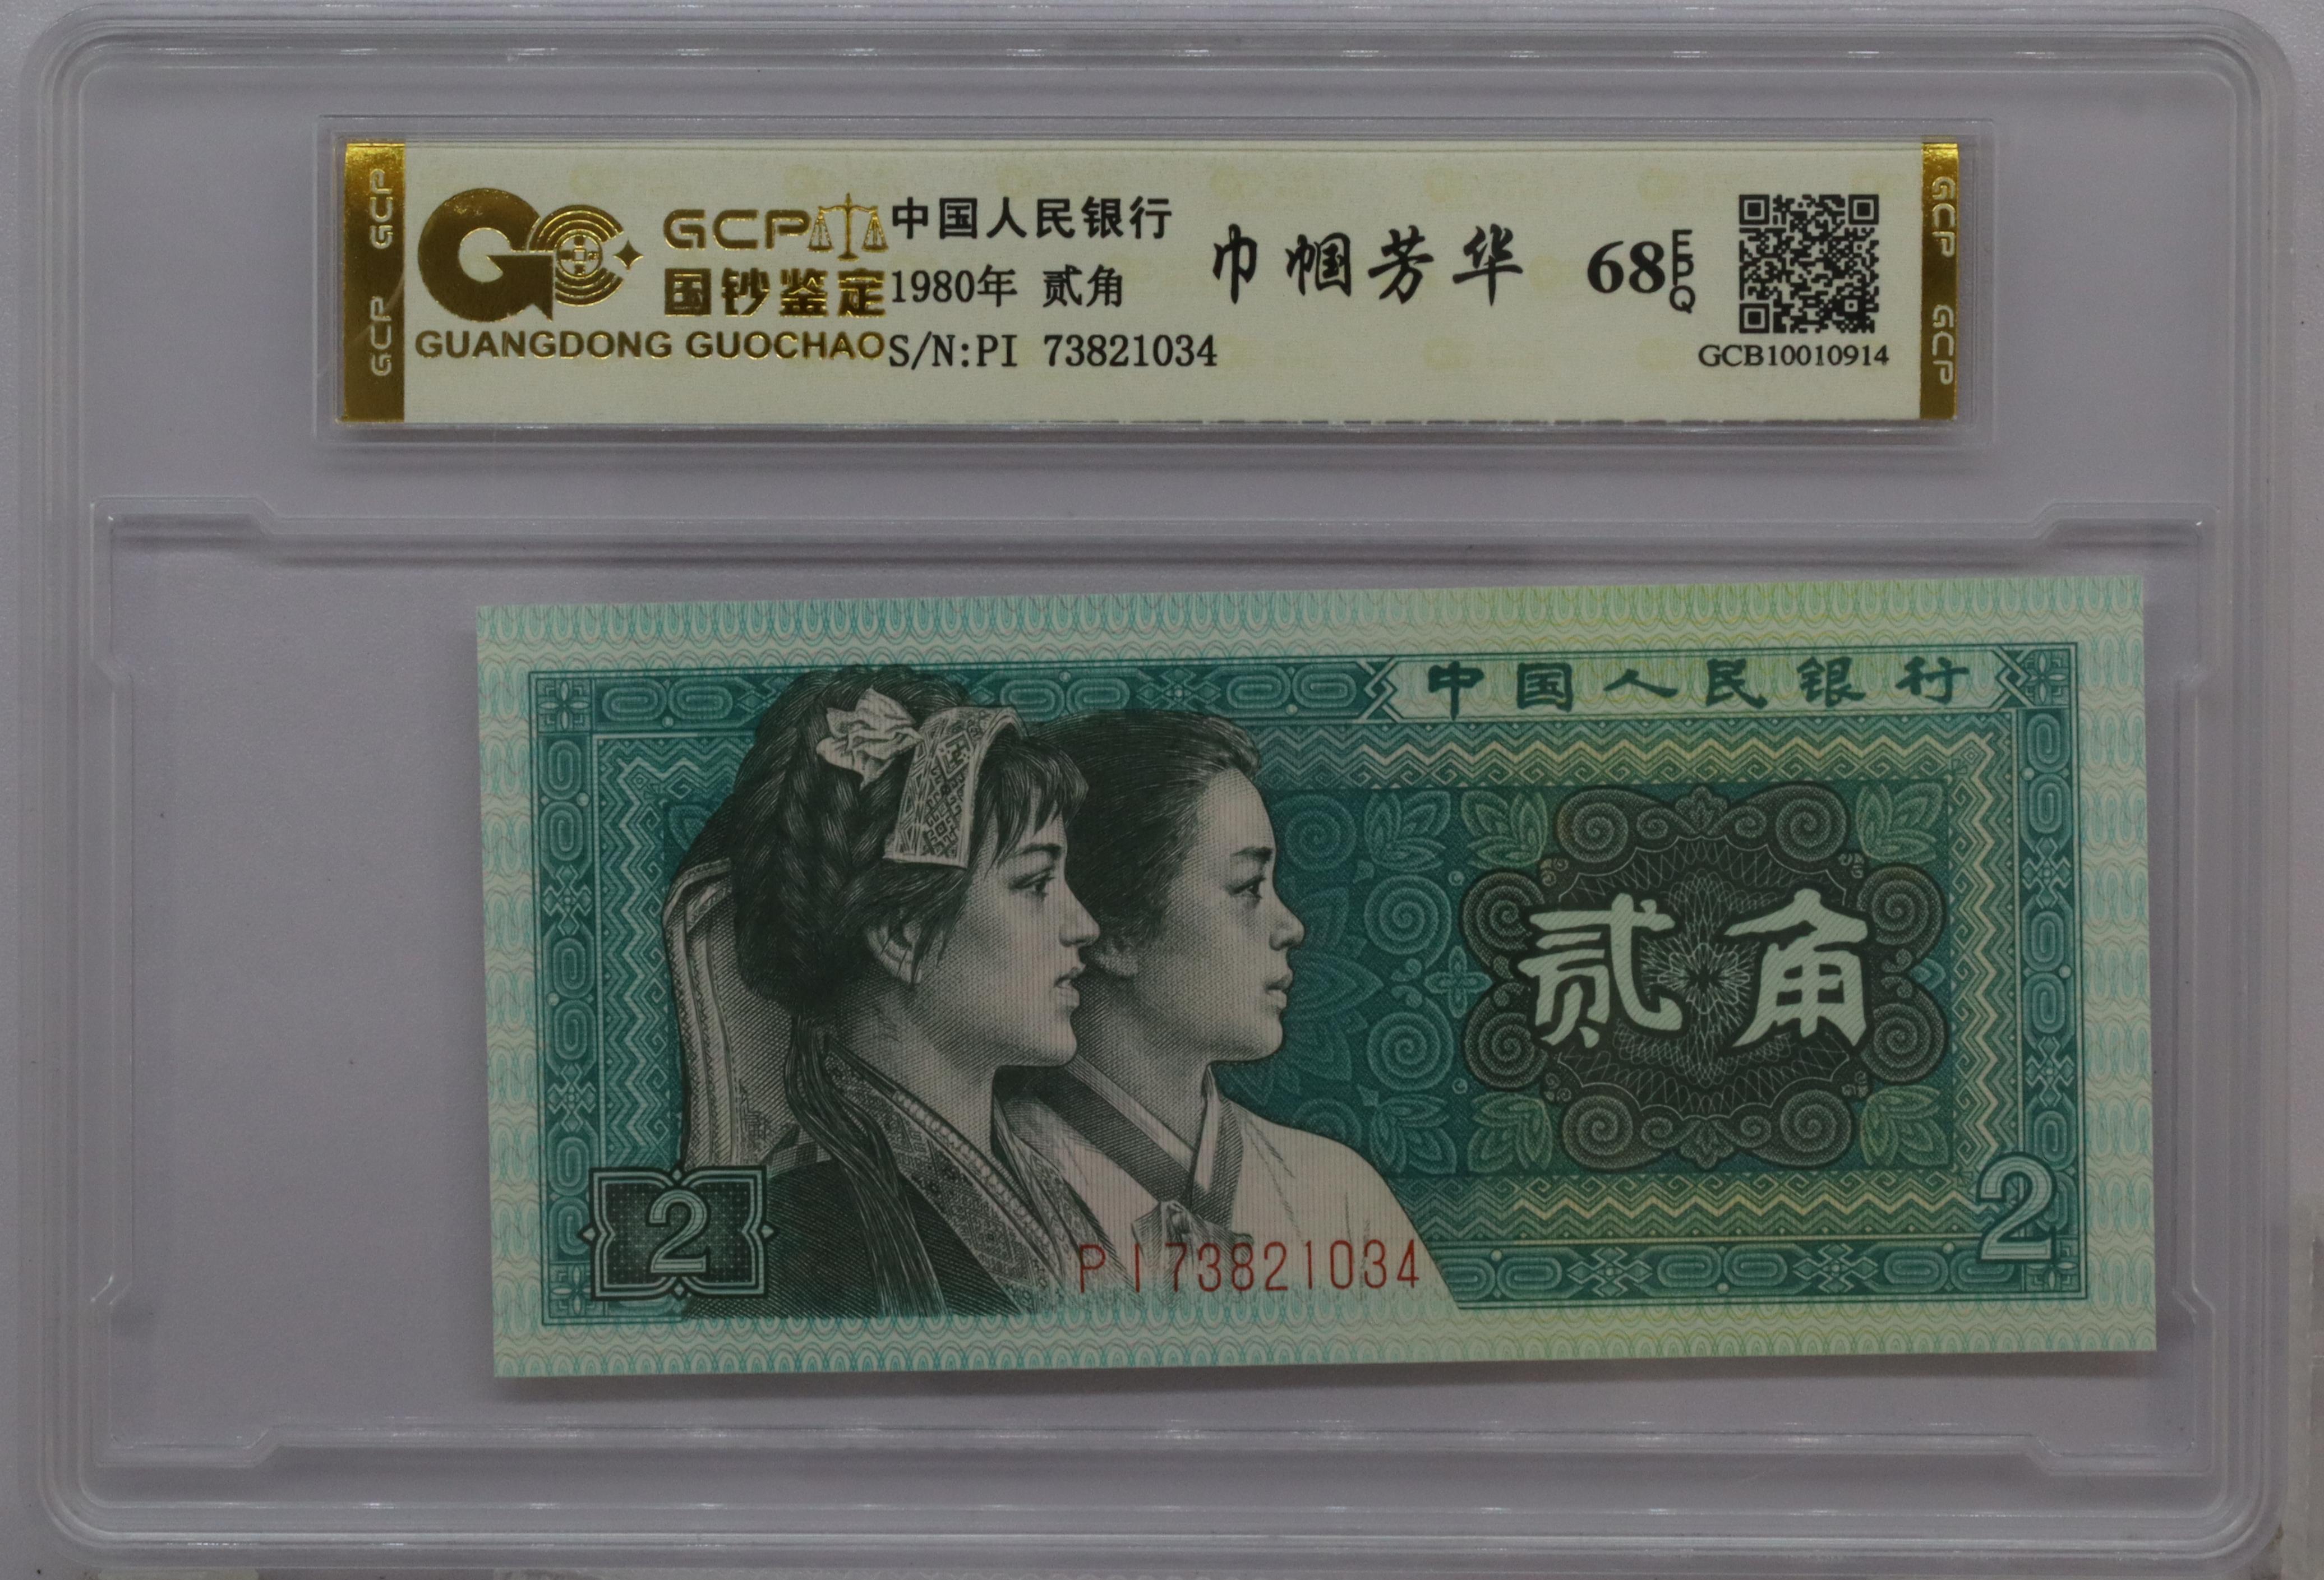 GCP GCP
GCP
国钞鉴定
GUANGDONG GUOCHAO
中国人民银行
1980年 贰角
S/N:PI 73821034
巾帼芳华
68 EPQ
GCB10010914
GCP GCP
中国人民银行
贰角
2
2
PI73821034